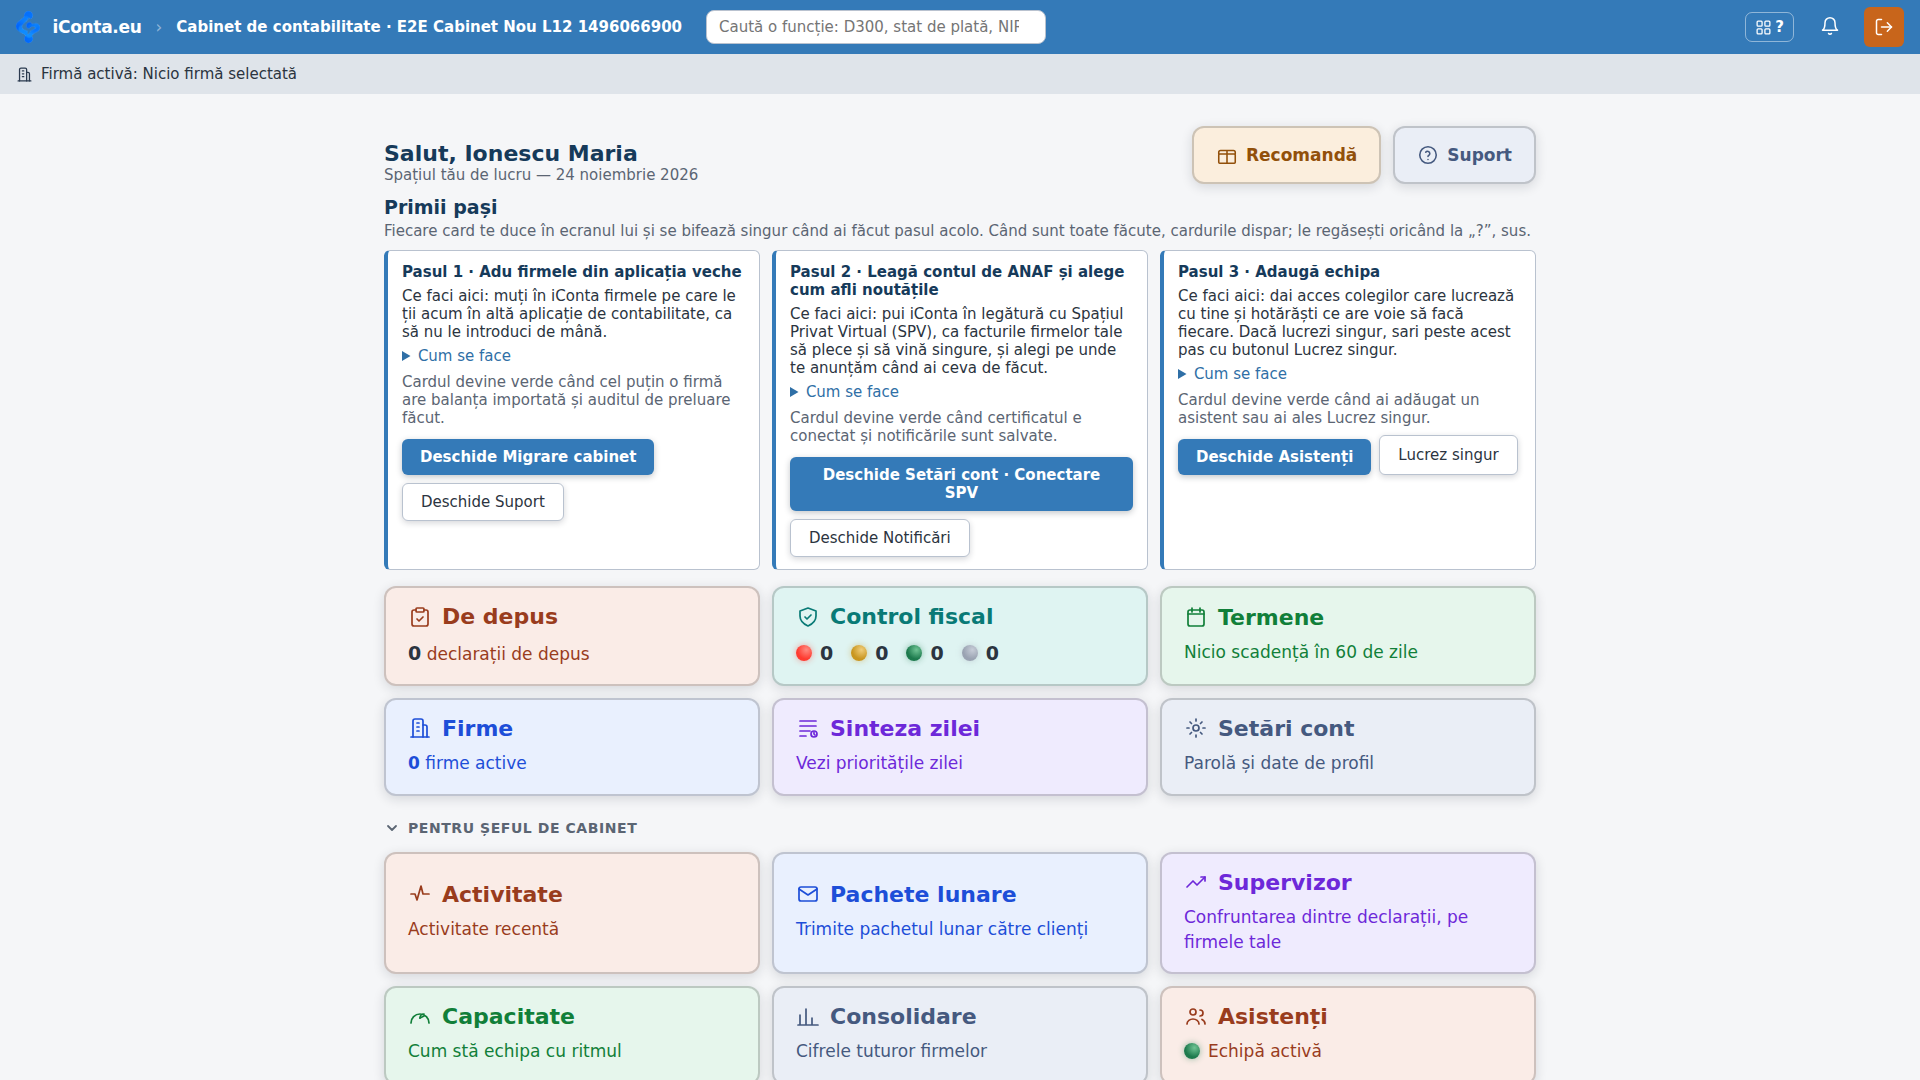 iConta.eu › Cabinet de contabilitate · E2E Cabinet Nou L12 1496066900
Caută o funcție: D300, stat de plată, NIF
?
Firmă activă: Nicio firmă selectată
Salut, Ionescu Maria
Spațiul tău de lucru — 24 noiembrie 2026
Recomandă
Suport
Primii pași
Fiecare card te duce în ecranul lui și se bifează singur când ai făcut pasul acolo. Când sunt toate făcute, cardurile dispar; le regăsești oricând la „?”, sus.
Pasul 1 · Adu firmele din aplicația veche
Ce faci aici: muți în iConta firmele pe care le
ții acum în altă aplicație de contabilitate, ca
să nu le introduci de mână.
Cum se face
Cardul devine verde când cel puțin o firmă
are balanța importată și auditul de preluare
făcut.
Deschide Migrare cabinet
Deschide Suport
Pasul 2 · Leagă contul de ANAF și alege
cum afli noutățile
Ce faci aici: pui iConta în legătură cu Spațiul
Privat Virtual (SPV), ca facturile firmelor tale
să plece și să vină singure, și alegi pe unde
te anunțăm când ai ceva de făcut.
Cum se face
Cardul devine verde când certificatul e
conectat și notificările sunt salvate.
Deschide Setări cont · Conectare
SPV
Deschide Notificări
Pasul 3 · Adaugă echipa
Ce faci aici: dai acces colegilor care lucrează
cu tine și hotărăști ce are voie să facă
fiecare. Dacă lucrezi singur, sari peste acest
pas cu butonul Lucrez singur.
Cum se face
Cardul devine verde când ai adăugat un
asistent sau ai ales Lucrez singur.
Deschide Asistenți
Lucrez singur
De depus
0 declarații de depus
Control fiscal
0 0 0 0
Termene
Nicio scadență în 60 de zile
Firme
0 firme active
Sinteza zilei
Vezi prioritățile zilei
Setări cont
Parolă și date de profil
PENTRU ȘEFUL DE CABINET
Activitate
Activitate recentă
Pachete lunare
Trimite pachetul lunar către clienți
Supervizor
Confruntarea dintre declarații, pe
firmele tale
Capacitate
Cum stă echipa cu ritmul
Consolidare
Cifrele tuturor firmelor
Asistenți
Echipă activă